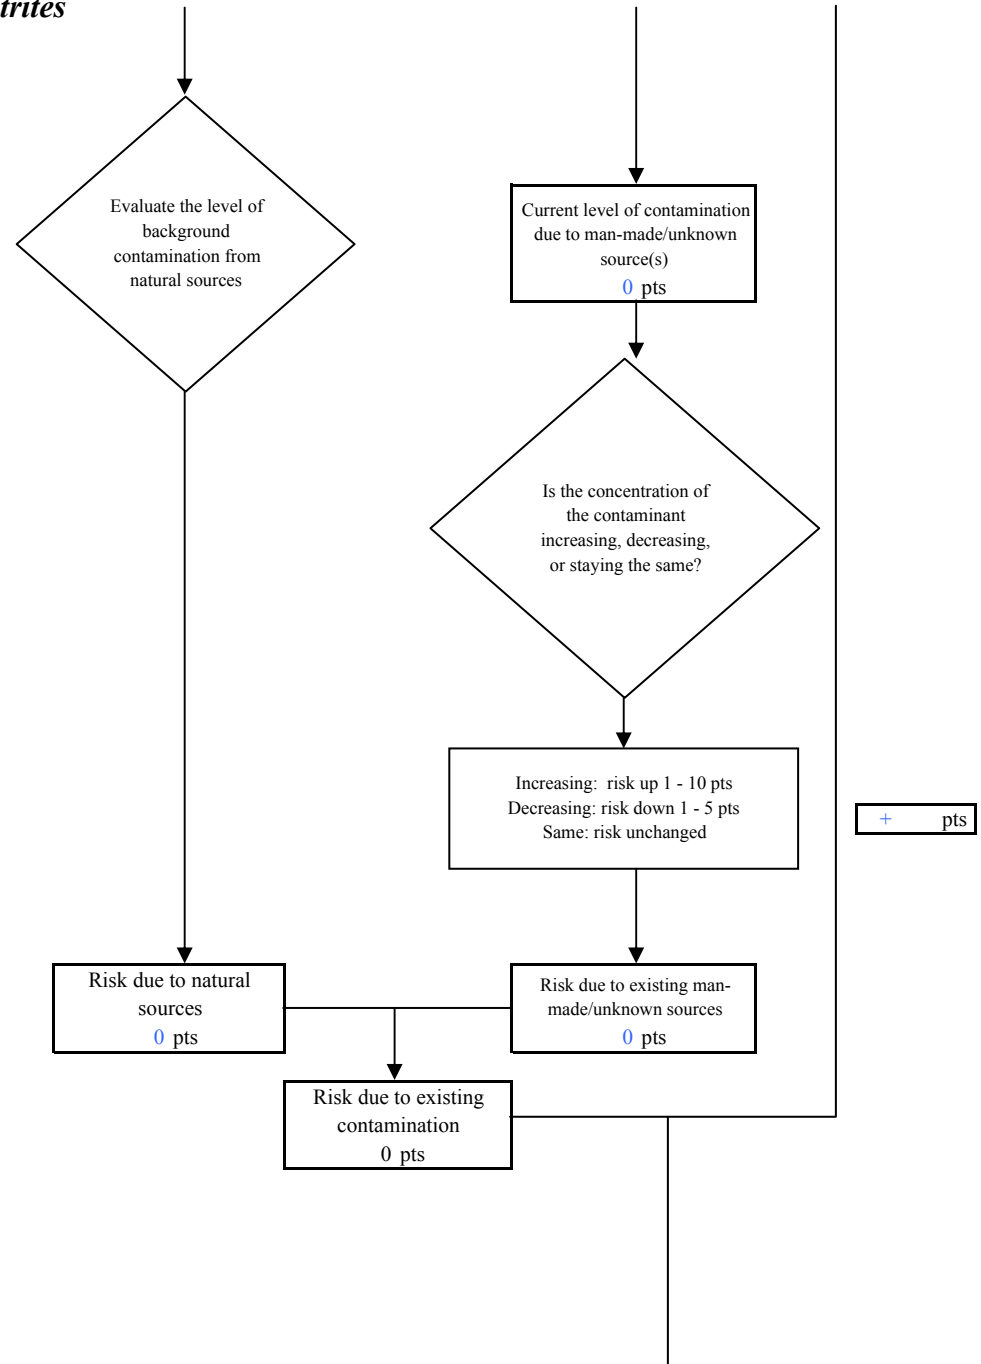 trites
Evaluate the level of
background
contamination from
natural sources
Current level of contamination
due to man-made/unknown
source(s)
0 pts
Is the concentration of
the contaminant
increasing, decreasing,
or staying the same?
Increasing: risk up 1 - 10 pts
Decreasing: risk down 1 - 5 pts
Same: risk unchanged
+ pts
Risk due to natural
sources
0 pts
Risk due to existing man-
made/unknown sources
0 pts
Risk due to existing
contamination
0 pts